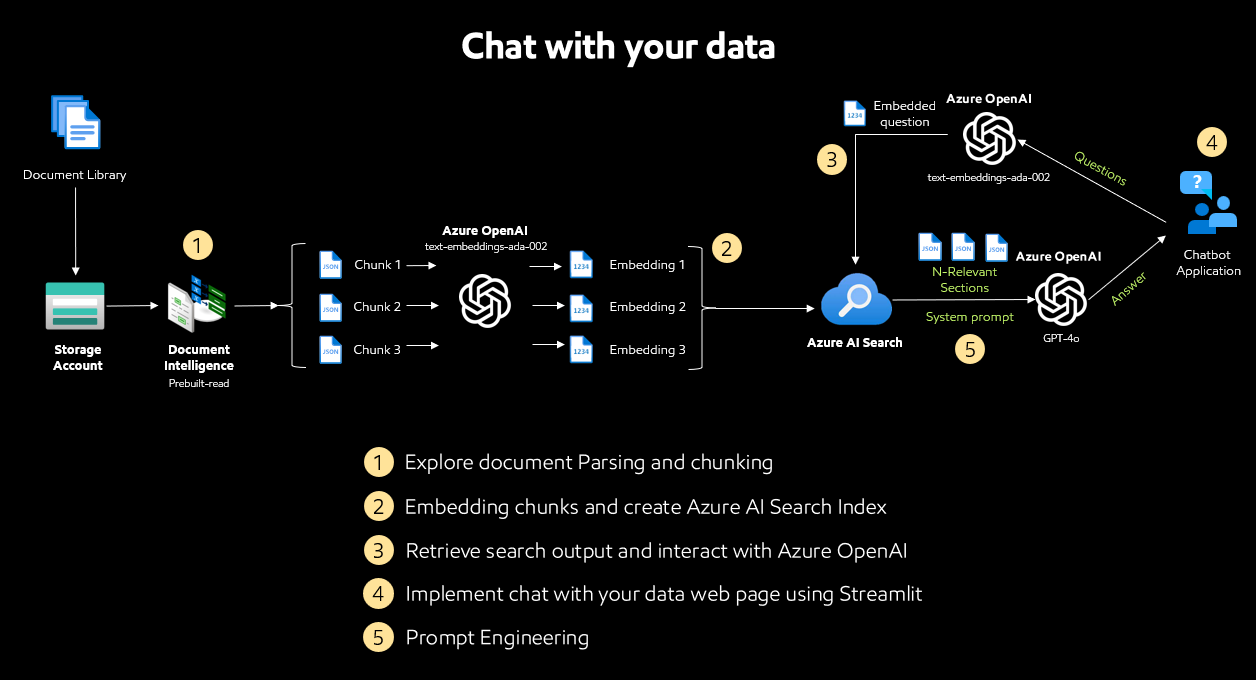 Chat with your data
Document Library
Storage
Account
1
Document
Intelligence
Prebuilt-read
JSON
Chunk 1
JSON
Chunk 2
JSON
Chunk 3
Azure OpenAI
text-embeddings-ada-002
1234
Embedding 1
1234
Embedding 2
1234
Embedding 3
2
Azure AI Search
3
1234
Embedded
question
Azure OpenAI
text-embeddings-ada-002
Questions
4
?
Chatbot
Application
JSON
JSON
JSON
N-Relevant
Sections
System prompt
5
Azure OpenAI
GPT-4o
Answer
1 Explore document Parsing and chunking
2 Embedding chunks and create Azure AI Search Index
3 Retrieve search output and interact with Azure OpenAI
4 Implement chat with your data web page using Streamlit
5 Prompt Engineering